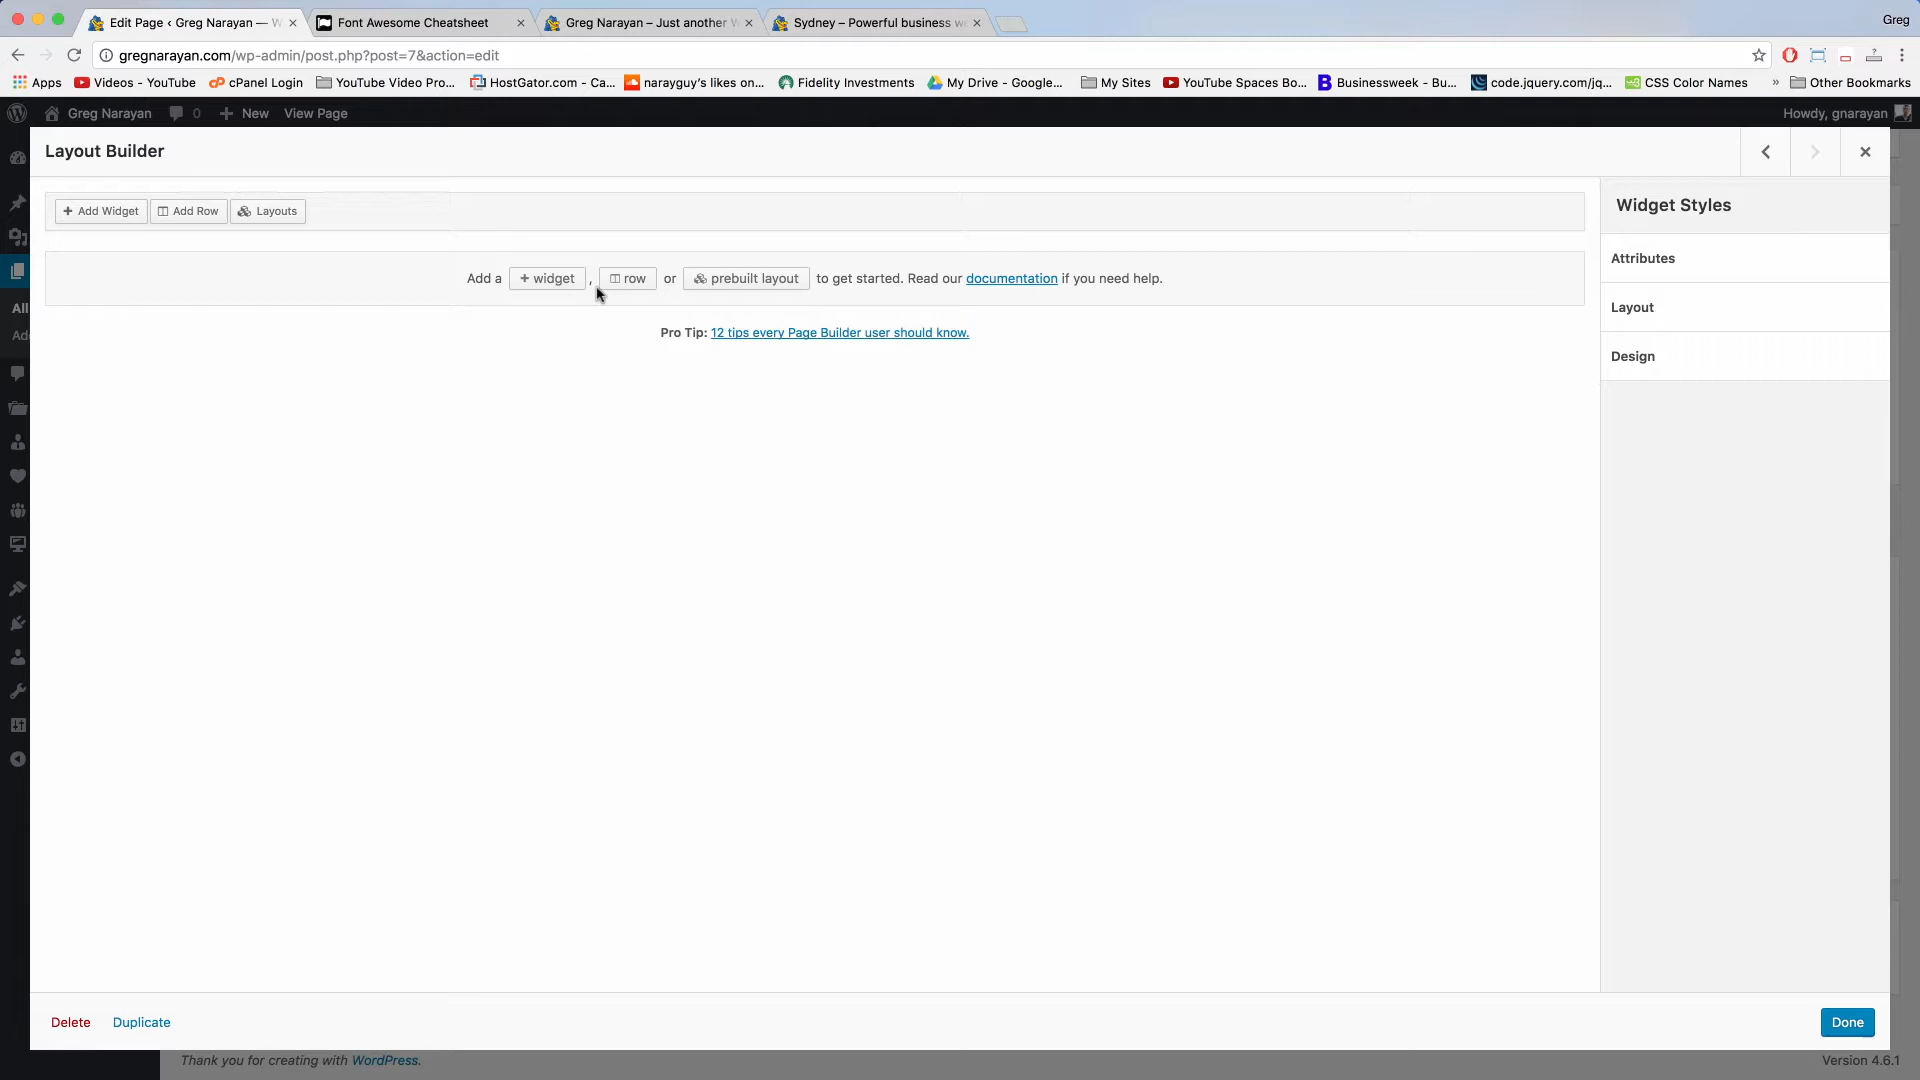 Edit Page ‹ Greg Narayan — W
Font Awesome Cheatsheet
Greg Narayan – Just another W
Sydney – Powerful business we
Greg
gregnarayan.com/wp-admin/post.php?post=7&action=edit
Apps
Videos - YouTube
cPanel Login
YouTube Video Pro...
HostGator.com - Ca...
narayguy's likes on...
Fidelity Investments
My Drive - Google...
My Sites
YouTube Spaces Bo...
Businessweek - Bu...
code.jquery.com/jq...
CSS Color Names
»
Other Bookmarks
Greg Narayan
0
+ New
View Page
Howdy, gnarayan
Layout Builder
+ Add Widget
Add Row
Layouts
Add a + widget , row or prebuilt layout to get started. Read our documentation if you need help.
Pro Tip: 12 tips every Page Builder user should know.
Widget Styles
Attributes
Layout
Design
All
Delete
Duplicate
Done
Thank you for creating with WordPress.
Version 4.6.1